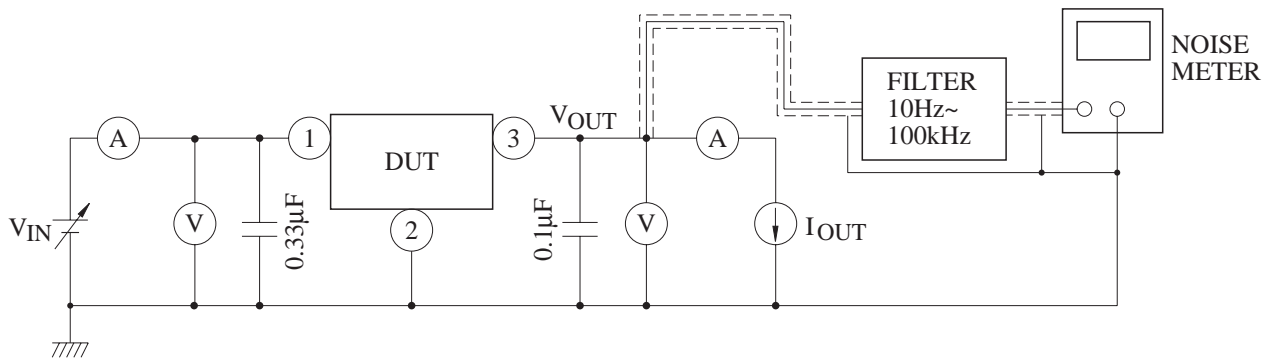 NOISE
METER
FILTER
10Hz~
100kHz
VOUT
A
1
DUT
3
A
VIN
V
0.33µF
2
0.1µF
V
IOUT